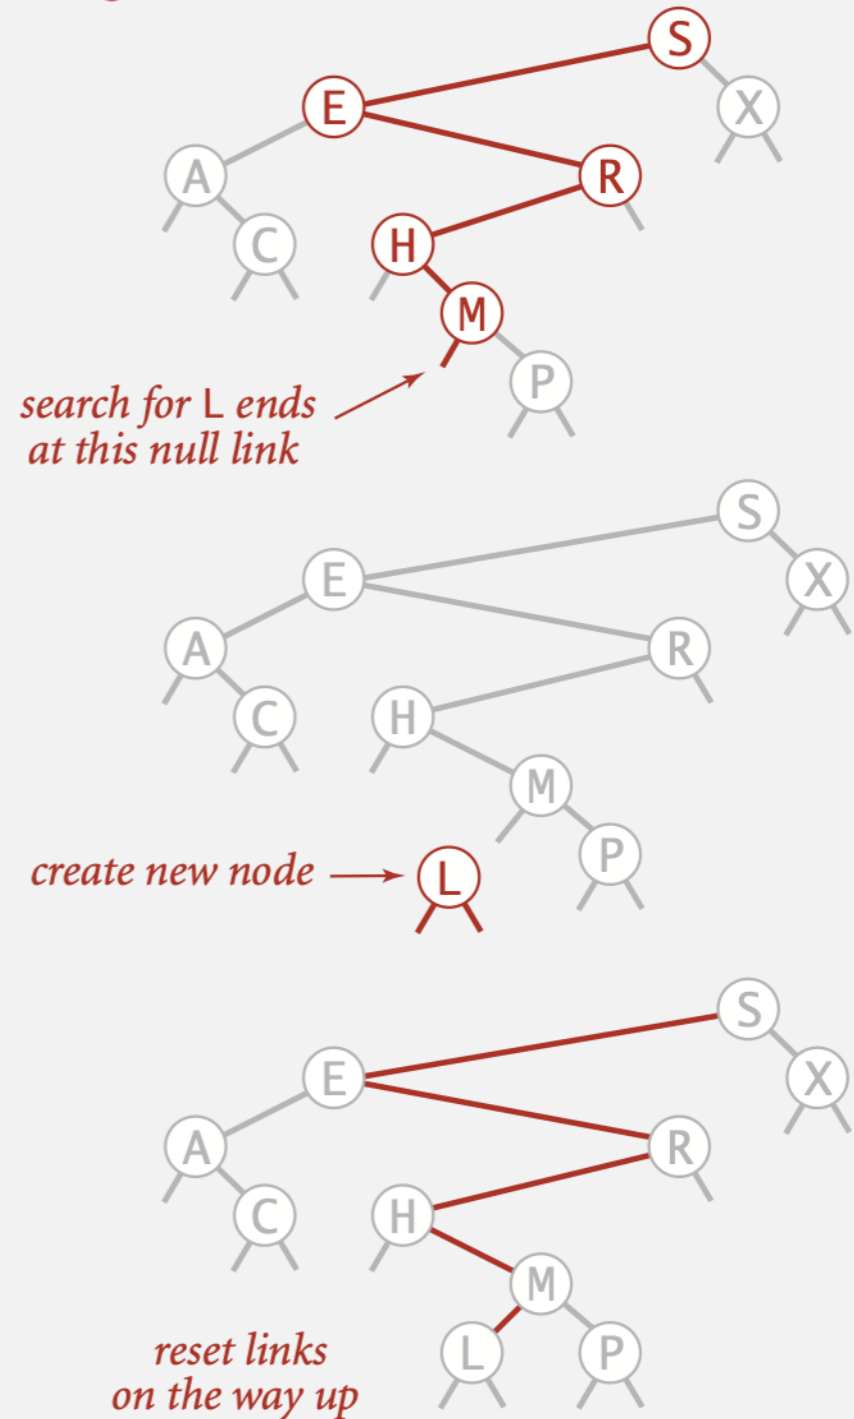 S
E
X
A
R
C
H
M
P
search for L ends
at this null link
S
E
X
A
R
C
H
M
P
create new node
L
S
E
X
A
R
C
H
M
L
P
reset links
on the way up